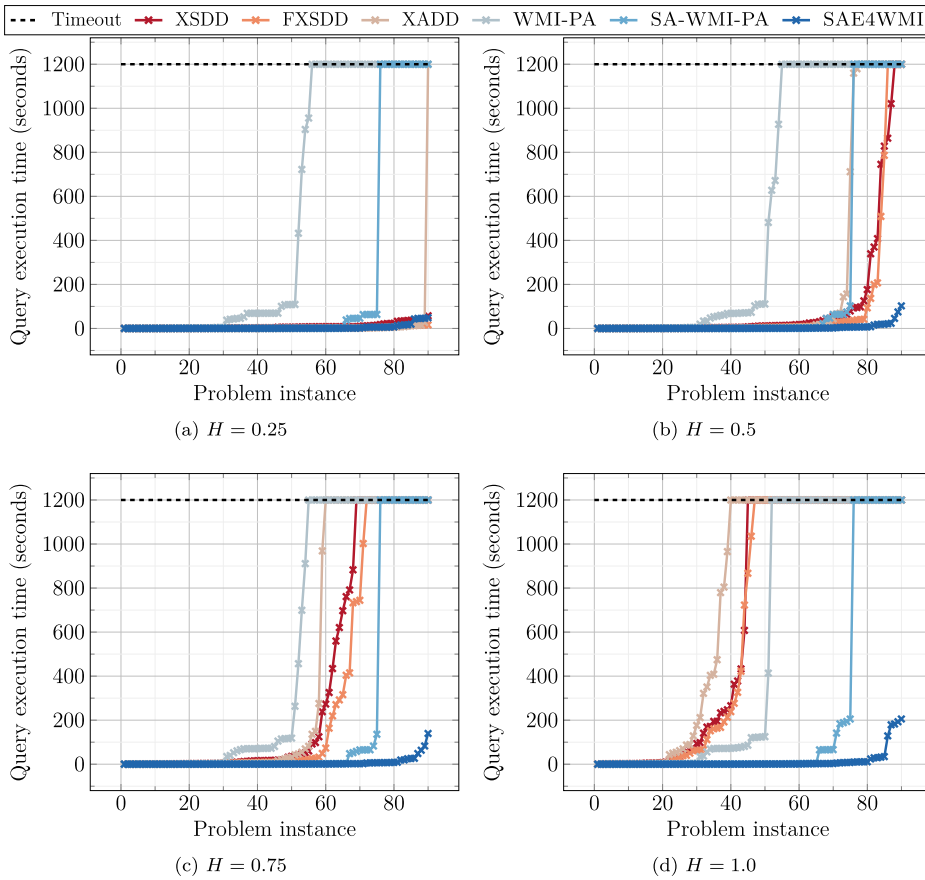 Timeout XSDD FXSDD XADD WMI-PA SA-WMI-PA SAE4WMI
Query execution time (seconds)
1200
1000
800
600
400
200
0
0 20 40 60 80
Problem instance
(a) H = 0.25
Query execution time (seconds)
1200
1000
800
600
400
200
0
0 20 40 60 80
Problem instance
(b) H = 0.5
Query execution time (seconds)
1200
1000
800
600
400
200
0
0 20 40 60 80
Problem instance
(c) H = 0.75
Query execution time (seconds)
1200
1000
800
600
400
200
0
0 20 40 60 80
Problem instance
(d) H = 1.0